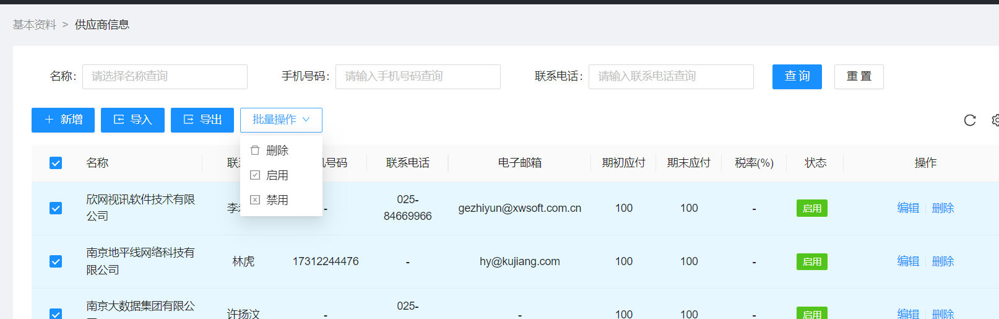 基本资料 > 供应商信息
名称: 请选择名称查询 手机号码: 请输入手机号码查询 联系电话: 请输入联系电话查询 查询 重置
新增 导入 导出 批量操作
删除
启用
禁用
名称 联 号码 联系电话 电子邮箱 期初应付 期末应付 税率(%) 状态 操作
欣网视讯软件技术有限
公司
李 - 025-
84669966
gezhiyun@xwsoft.com.cn 100 100 - 启用 编辑 删除
南京地平线网络科技有
限公司
林虎 17312244476 - hy@kujiang.com 100 100 - 启用 编辑 删除
南京大数据集团有限公
许扬汶 - 025-
- 100 100 - 启用 编辑 删除